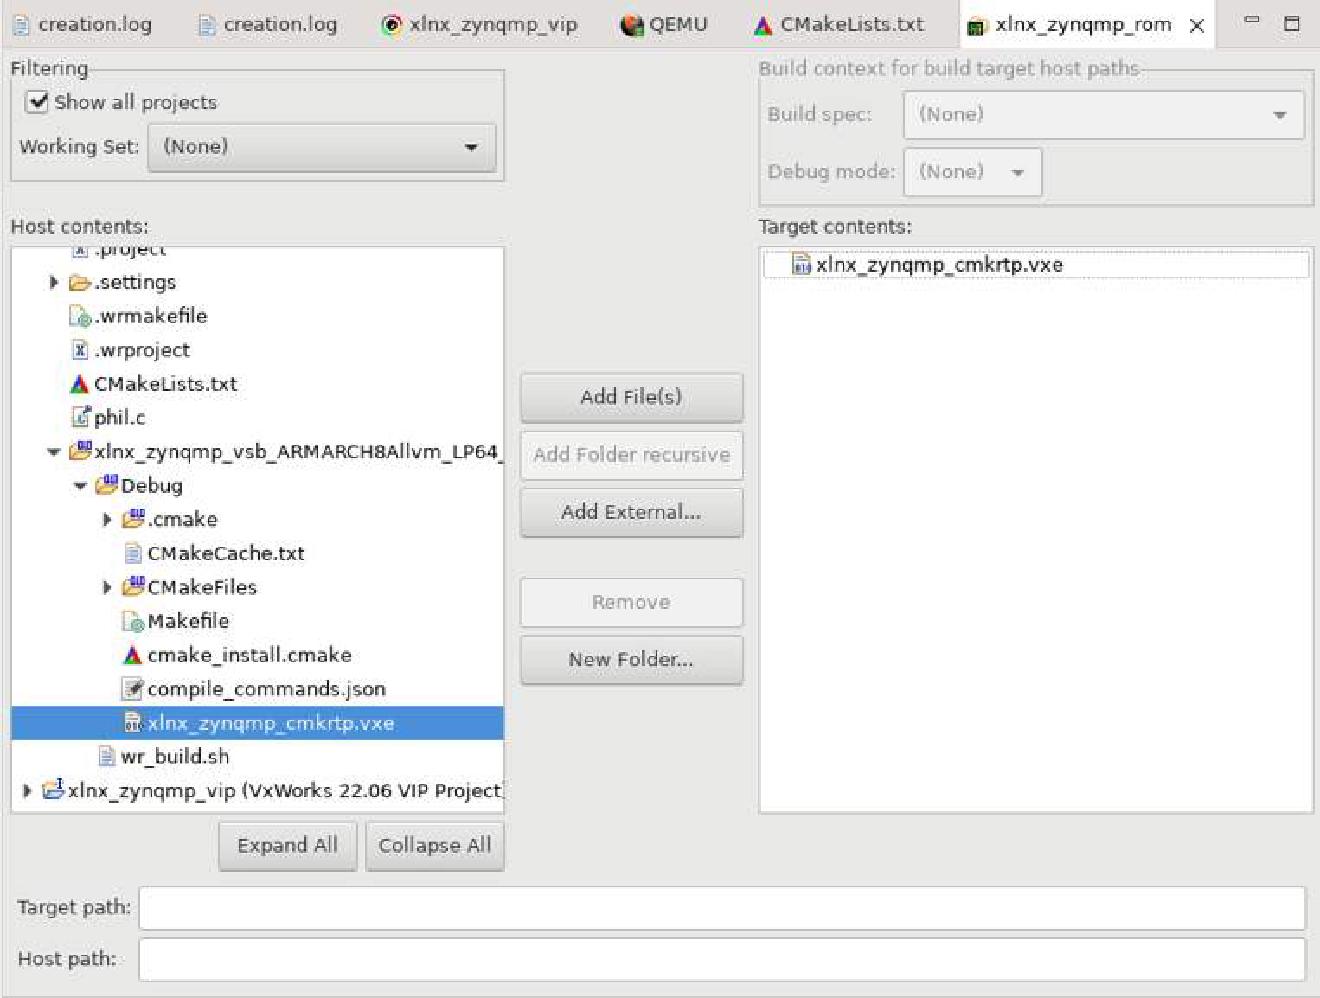 creation.log
creation.log
xlnx_zynqmp_vip
QEMU
CMakeLists.txt
xlnx_zynqmp_rom
Filtering
Show all projects
Working Set: (None)
Build context for build target host paths
Build spec: (None)
Debug mode: (None)
Host contents:
.project
.settings
.wrmakefile
.wrproject
CMakeLists.txt
phil.c
xlnx_zynqmp_vsb_ARMARCH8Allvm_LP64_
Debug
.cmake
CMakeCache.txt
CMakeFiles
Makefile
cmake_install.cmake
compile_commands.json
xlnx_zynqmp_cmkrtp.vxe
wr_build.sh
xlnx_zynqmp_vip (VxWorks 22.06 VIP Project)
Expand All
Collapse All
Add File(s)
Add Folder recursive
Add External...
Remove
New Folder...
Target contents:
xlnx_zynqmp_cmkrtp.vxe
Target path:
Host path: